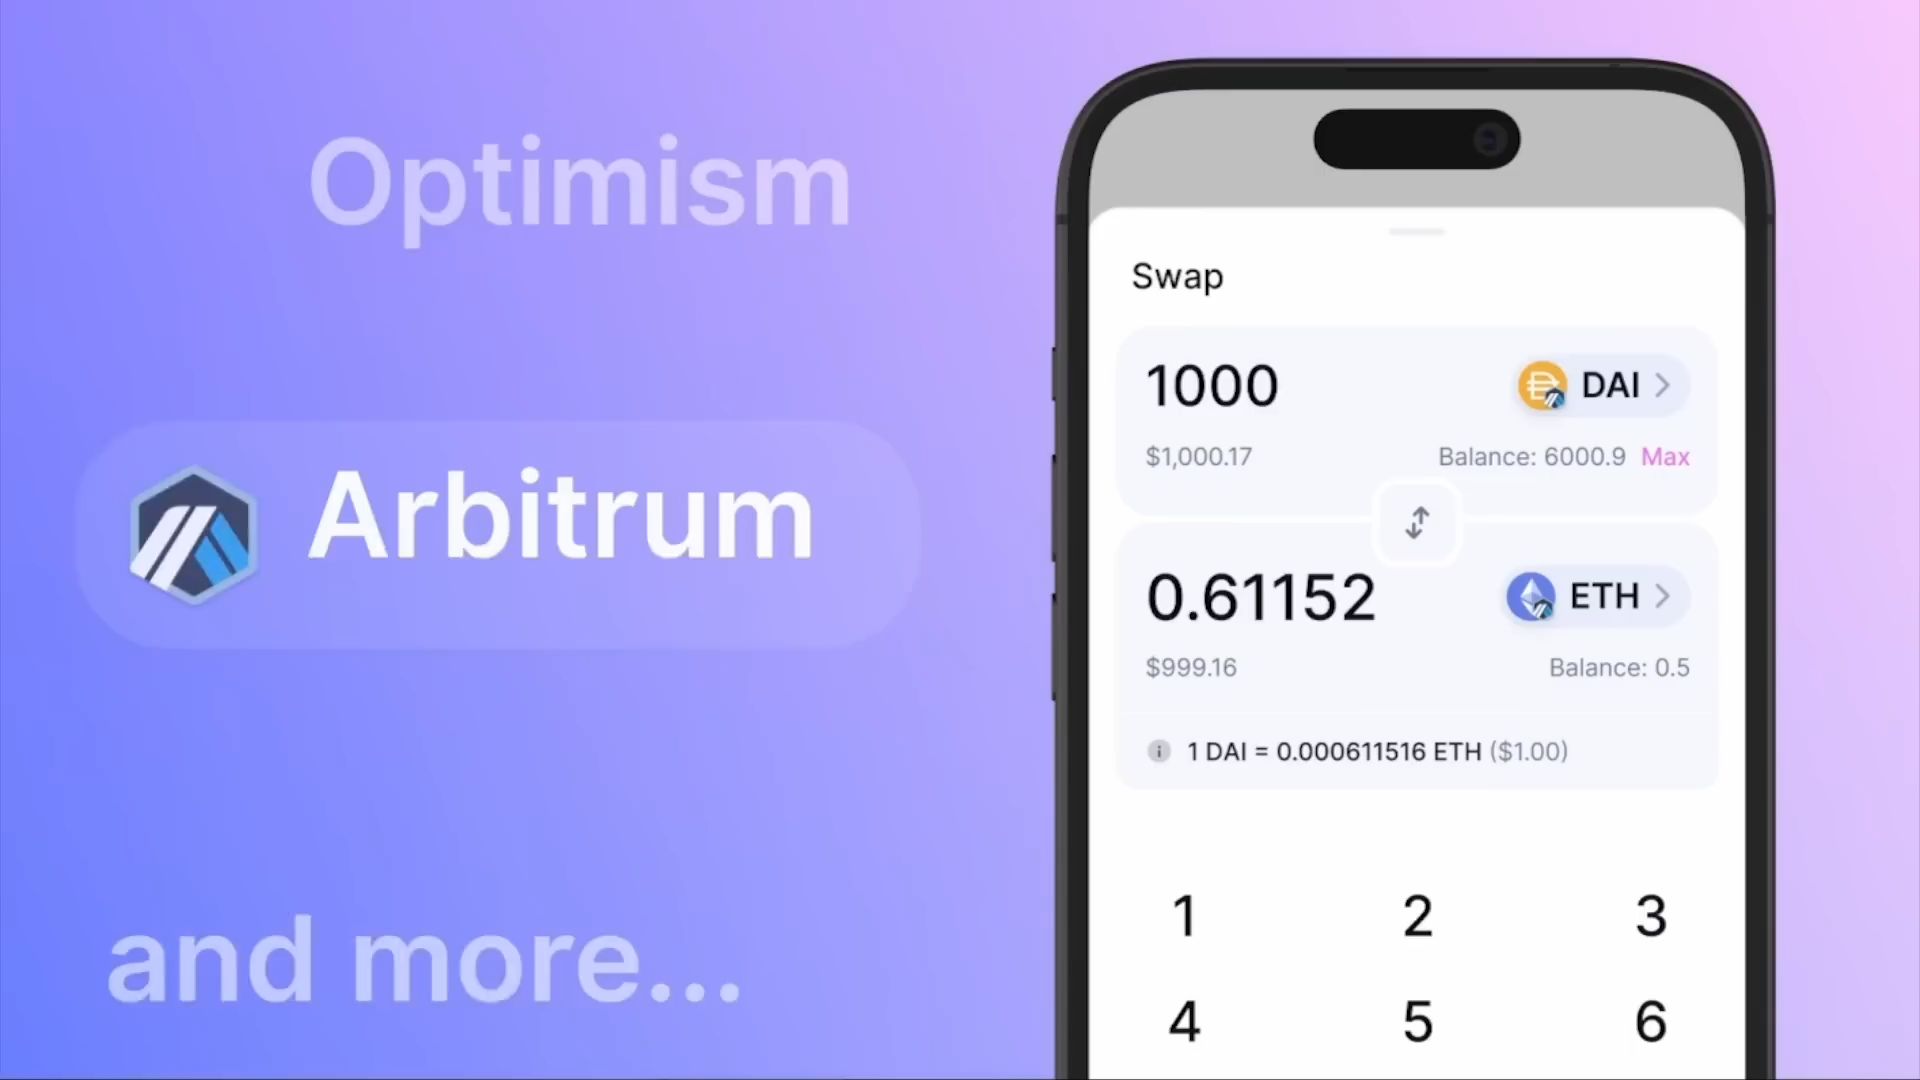 Optimism
Arbitrum
and more...
Swap
1000
DAI
$1,000.17
Balance: 6000.9 Max
0.61152
ETH
$999.16
Balance: 0.5
1 DAI = 0.000611516 ETH ($1.00)
1 2 3
4 5 6